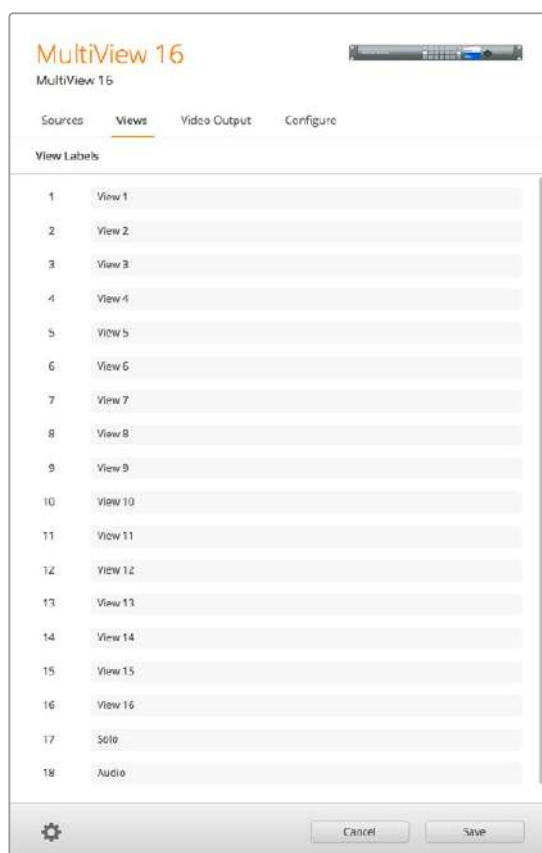 MultiView 16
MultiView 16
Sources Views Video Output Configure
View Labels
1 View 1
2 View 2
3 View 3
4 View 4
5 View 5
6 View 6
7 View 7
8 View 8
9 View 9
10 View 10
11 View 11
12 View 12
13 View 13
14 View 14
15 View 15
16 View 16
17 Solo
18 Audio
Cancel Save